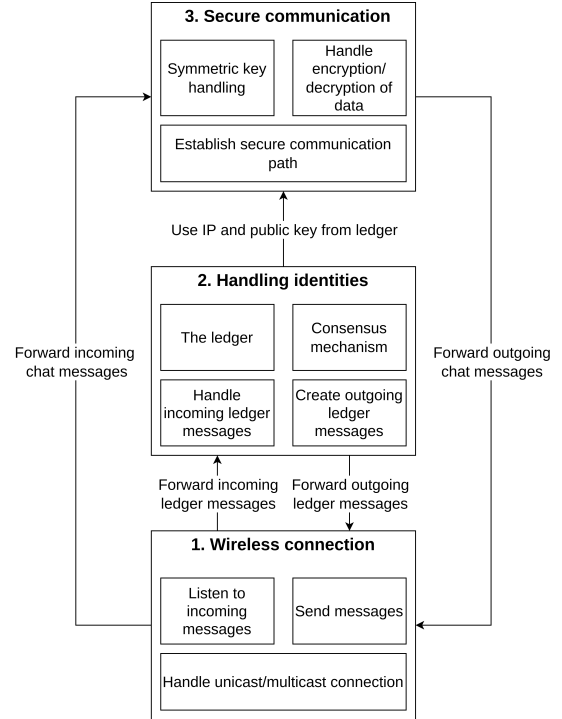 3. Secure communication
Symmetric key
handling
Handle
encryption/
decryption of
data
Establish secure communication
path
Use IP and public key from ledger
2. Handling identities
The ledger
Consensus
mechanism
Handle
incoming ledger
messages
Create outgoing
ledger
messages
Forward incoming
chat messages
Forward outgoing
chat messages
Forward incoming
ledger messages
Forward outgoing
ledger messages
1. Wireless connection
Listen to
incoming
messages
Send messages
Handle unicast/multicast connection